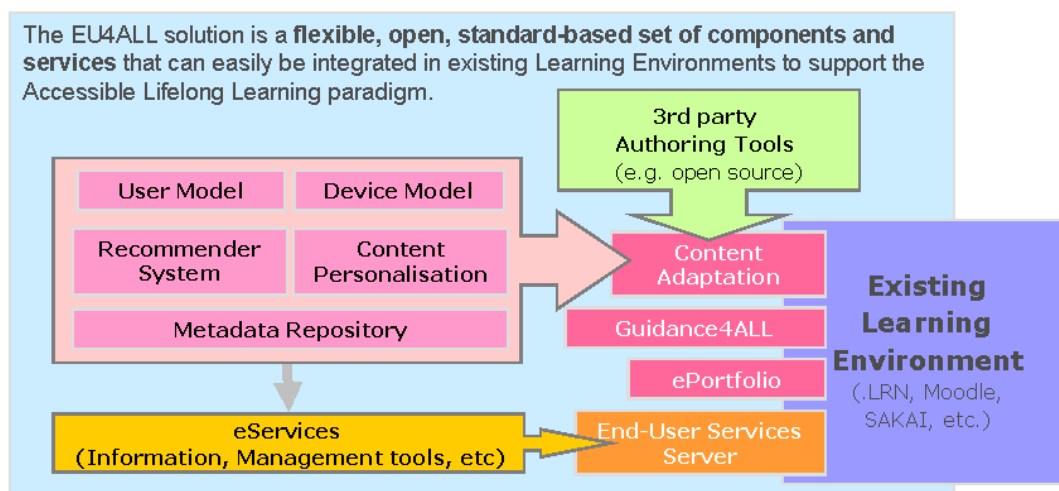 The EU4ALL solution is a flexible, open, standard-based set of components and
services that can easily be integrated in existing Learning Environments to support the
Accessible Lifelong Learning paradigm.
3rd party
Authoring Tools
(e.g. open source)
User Model
Device Model
Recommender
System
Content
Personalisation
Metadata Repository
Content
Adaptation
Guidance4ALL
ePortfolio
Existing
Learning
Environment
(.LRN, Moodle,
SAKAI, etc.)
eServices
(Information, Management tools, etc)
End-User Services
Server